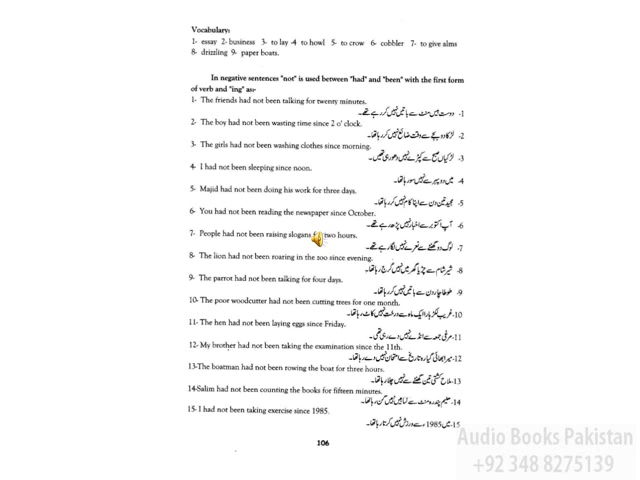 Vocabulary:
1- essay 2- business 3- to lay -4 to howl 5- to crow 6- cobbler 7- to give alms
8- drizzling 9- paper boats.
In negative sentences "not" is used between "had" and "been" with the first form
of verb and "ing" as:-
1- The friends had not been talking for twenty minutes.
1- دوست بیس منٹ سے باتیں نہیں کر رہے تھے۔
2- The boy had not been wasting time since 2 o' clock.
2- لڑکا دو بجے سے وقت ضائع نہیں کر رہا تھا۔
3- The girls had not been washing clothes since morning.
3- لڑکیاں صبح سے کپڑے نہیں دھو رہی تھیں۔
4- I had not been sleeping since noon.
4- میں دوپہر سے نہیں سو رہا تھا۔
5- Majid had not been doing his work for three days.
5- مجید تین دن سے اپنا کام نہیں کر رہا تھا۔
6- You had not been reading the newspaper since October.
6- آپ اکتوبر سے اخبار نہیں پڑھ رہے تھے۔
7- People had not been raising slogans two hours.
7- لوگ دو گھنٹے سے نعرے نہیں لگا رہے تھے۔
8- The lion had not been roaring in the zoo since evening.
8- شیر شام سے چڑیا گھر میں نہیں گرج رہا تھا۔
9- The parrot had not been talking for four days.
9- طوطا چار دن سے باتیں نہیں کر رہا تھا۔
10- The poor woodcutter had not been cutting trees for one month.
10- غریب لکڑہارا ایک ماہ سے درخت نہیں کاٹ رہا تھا۔
11- The hen had not been laying eggs since Friday.
11- مرغی جمعہ سے انڈے نہیں دے رہی تھی۔
12- My brother had not been taking the examination since the 11th.
12- میرا بھائی گیارہ تاریخ سے امتحان نہیں دے رہا تھا۔
13-The boatman had not been rowing the boat for three hours.
13- ملاح کشتی تین گھنٹے سے نہیں چلا رہا تھا۔
14-Salim had not been counting the books for fifteen minutes.
14- سلیم پندرہ منٹ سے کتابیں نہیں گن رہا تھا۔
15- I had not been taking exercise since 1985.
15- میں 1985ء سے ورزش نہیں کرتا رہا تھا۔
106
Audio Books Pakistan
+92 348 8275139